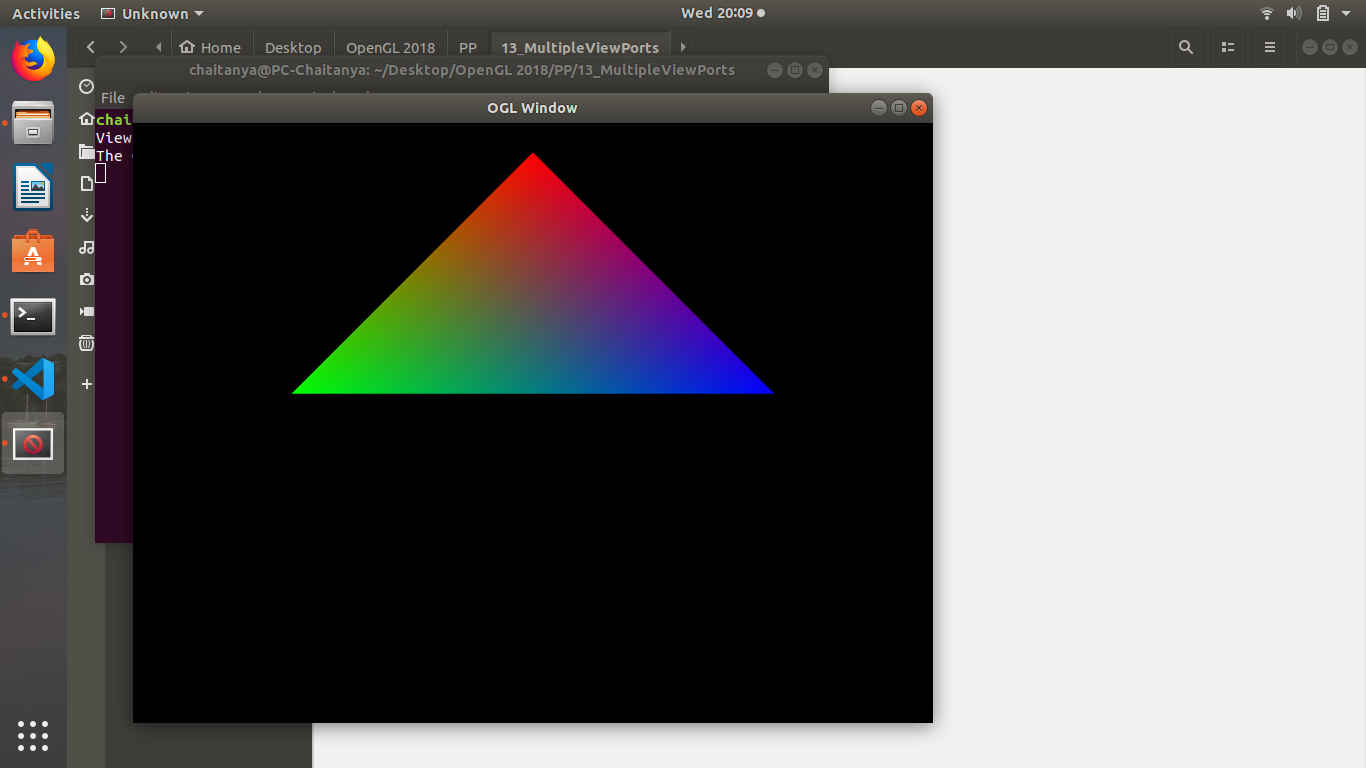 Activities Unknown Wed 20:09
Home Desktop OpenGL 2018 PP 13_MultipleViewPorts
chaitanya@PC-Chaitanya: ~/Desktop/OpenGL 2018/PP/13_MultipleViewPorts
File
OGL Window
chai
View
The